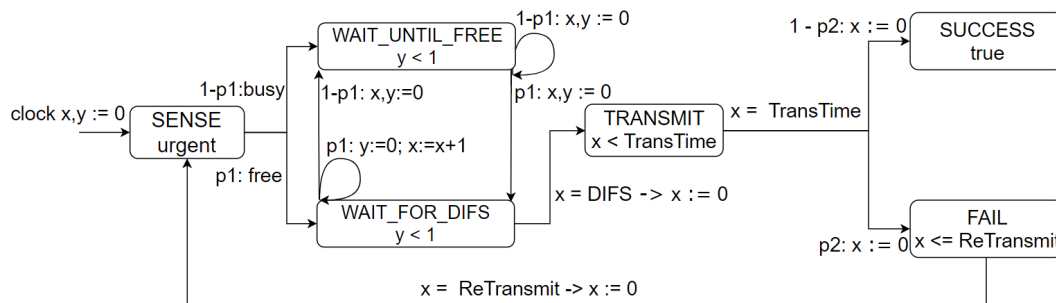 1-p1: x,y := 0
WAIT_UNTIL_FREE
y < 1
1 - p2: x := 0
SUCCESS
true
1-p1:busy
1-p1: x,y:=0
p1: x,y := 0
clock x,y := 0
SENSE
urgent
TRANSMIT
x < TransTime
x = TransTime
p1: y:=0; x:=x+1
p1: free
x = DIFS -> x := 0
WAIT_FOR_DIFS
y < 1
FAIL
x <= ReTransmit
p2: x := 0
x = ReTransmit -> x := 0